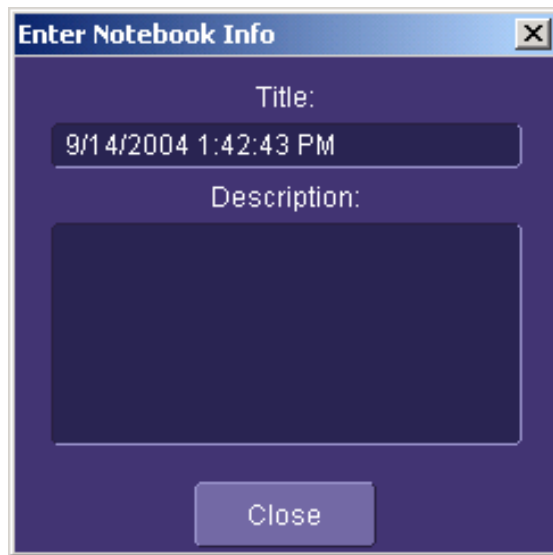 Enter Notebook Info
Title:
9/14/2004 1:42:43 PM
Description:
Close